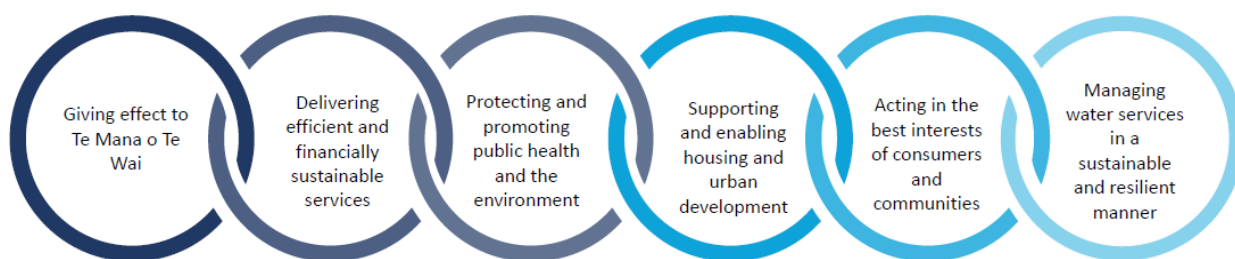 Giving effect to
Te Mana o Te
Wai
Delivering
efficient and
financially
sustainable
services
Protecting and
promoting
public health
and the
environment
Supporting
and enabling
housing and
urban
development
Acting in the
best interests
of consumers
and
communities
Managing
water services
in a
sustainable
and resilient
manner